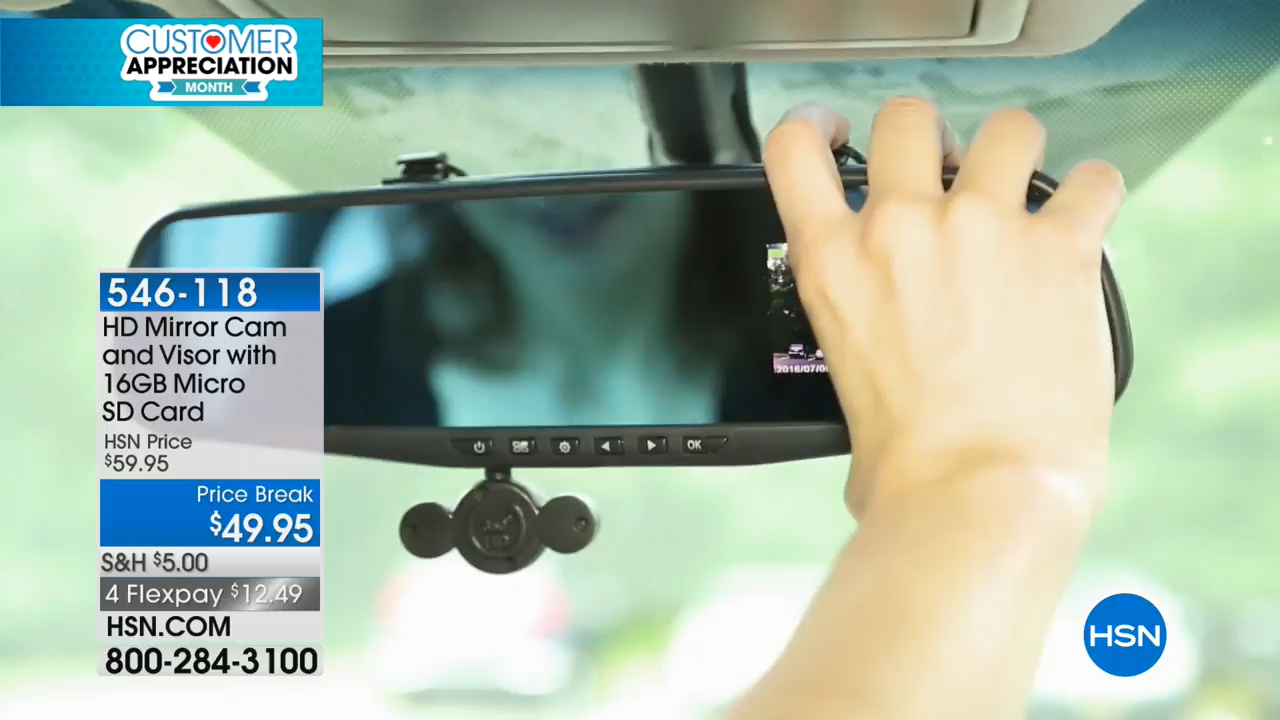 CUSTOMER
APPRECIATION
MONTH
546-118
HD Mirror Cam
and Visor with
16GB Micro
SD Card
HSN Price
$59.95
Price Break
$49.95
S&H $5.00
4 Flexpay $12.49
HSN.COM
800-284-3100
OK
HSN